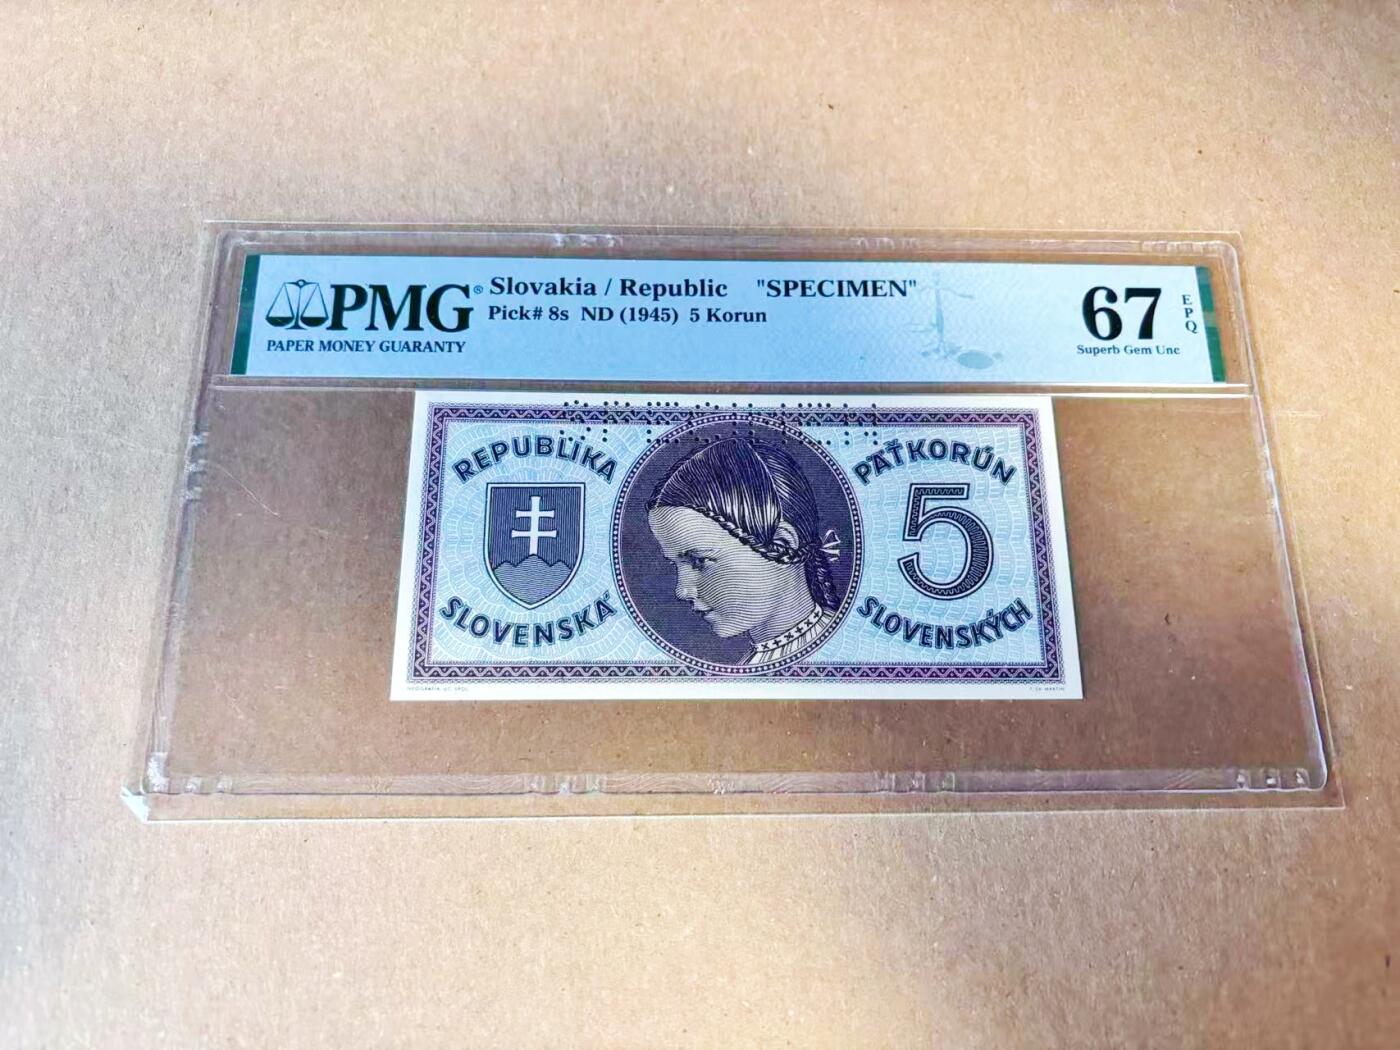 PMG® Slovakia / Republic "SPECIMEN"
Pick# 8s ND (1945) 5 Korun
PAPER MONEY GUARANTY
67
EPQ
Superb Gem Unc
REPUBLIKA
SLOVENSKÁ
PÄŤKORÚN
5
SLOVENSKÝCH